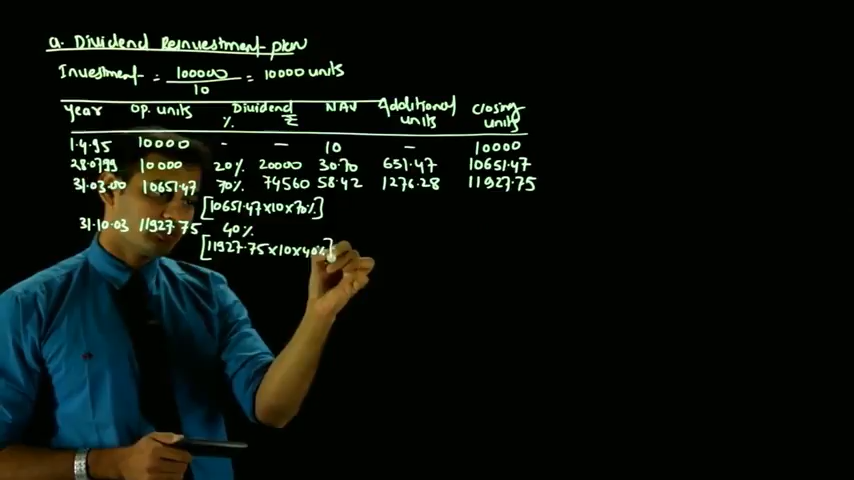 a. Dividend Reinvestment plan
Investment = 100000 / 10 = 10000 units
Year Op. units Dividend NAV Additional units Closing units
% ₹
1.4.95 10000 - - 10 - 10000
28.0799 10000 20% 20000 30.70 651.47 10651.47
31.03.00 10651.47 70% 74560 58.42 1276.28 11927.75
[10651.47×10×70%]
31.10.03 11927.75 40%
[11927.75×10×40%]